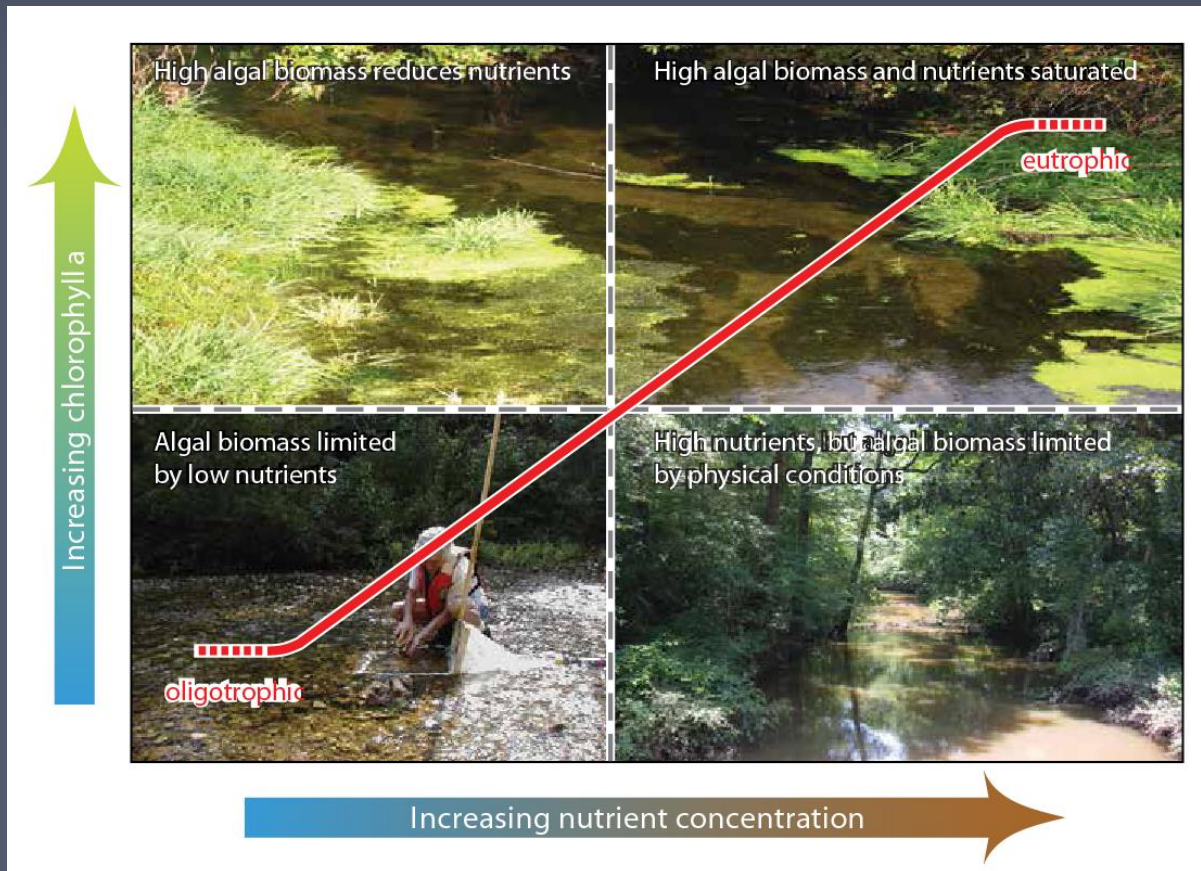 High algal biomass reduces nutrients
High algal biomass and nutrients saturated
eutrophic
Increasing chlorophyll a
Algal biomass limited
by low nutrients
High nutrients, but algal biomass limited
by physical conditions
oligotrophic
Increasing nutrient concentration